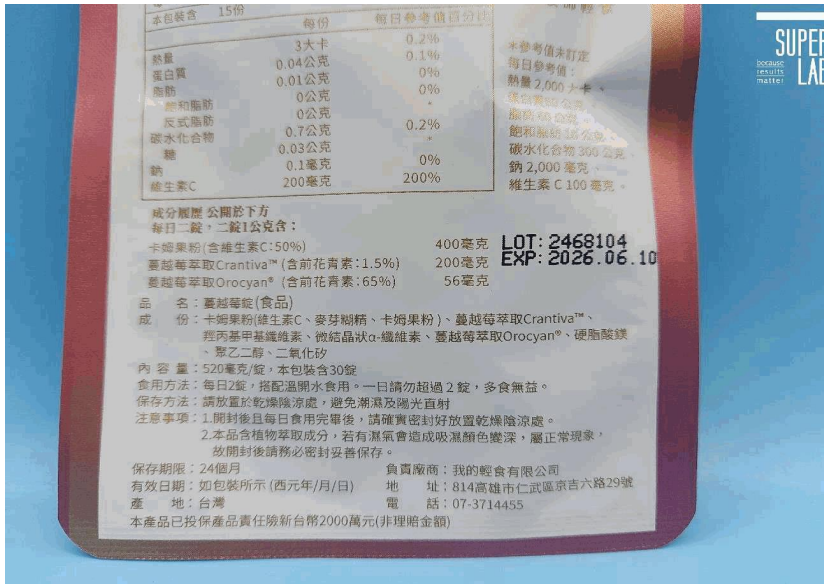 本包裝含 15份
每份 每日參考值百分比
熱量 3大卡 0.2%
蛋白質 0.04公克 0.1%
脂肪 0.01公克 0%
飽和脂肪 0公克 0%
反式脂肪 0公克 *
碳水化合物 0.7公克 0.2%
糖 0.03公克 *
鈉 0.1毫克 0%
維生素C 200毫克 200%
*參考值未訂定
每日參考值：
熱量 2,000 大卡、
蛋白質60 公克、
脂肪 60 公克、
飽和脂肪 18 公克、
碳水化合物 300 公克、
鈉 2,000 毫克、
維生素 C 100 毫克。
成分履歷 公開於下方
每日二錠，二錠1公克含：
卡姆果粉(含維生素C:50%) 400毫克
蔓越莓萃取Crantiva™ (含前花青素：1.5%) 200毫克
蔓越莓萃取Orocyan® (含前花青素：65%) 56毫克
LOT: 2468104
EXP: 2026.06.10
品 名：蔓越莓錠(食品)
成 份：卡姆果粉(維生素C、麥芽糊精、卡姆果粉)、蔓越莓萃取Crantiva™、
羥丙基甲基纖維素、微結晶狀α-纖維素、蔓越莓萃取Orocyan®、硬脂酸鎂
、聚乙二醇、二氧化矽
內 容 量：520毫克/錠，本包裝含30錠
食用方法：每日2錠，搭配溫開水食用。一日請勿超過2錠，多食無益。
保存方法：請放置於乾燥陰涼處，避免潮濕及陽光直射
注意事項：1.開封後且每日食用完畢後，請確實密封好放置乾燥陰涼處。
2.本品含植物萃取成分，若有濕氣會造成吸濕顏色變深，屬正常現象，
故開封後請務必密封妥善保存。
保存期限：24個月 負責廠商：我的輕食有限公司
有效日期：如包裝所示 (西元年/月/日) 地 址：814高雄市仁武區京吉六路29號
產 地：台灣 電 話：07-3714455
本產品已投保產品責任險新台幣2000萬元(非理賠金額)
SUPER
LAB
because
results
matter